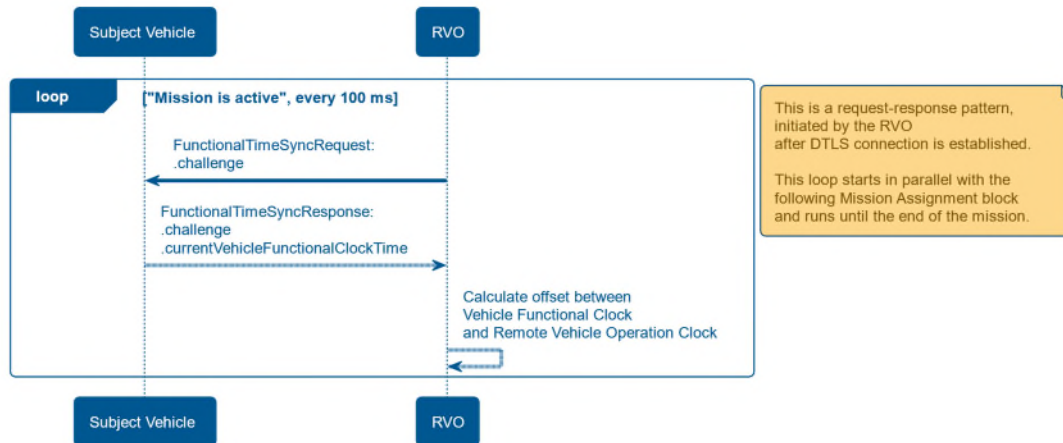 Subject Vehicle
RVO
loop
["Mission is active", every 100 ms]
FunctionalTimeSyncRequest:
.challenge
FunctionalTimeSyncResponse:
.challenge
.currentVehicleFunctionalClockTime
Calculate offset between
Vehicle Functional Clock
and Remote Vehicle Operation Clock
This is a request-response pattern,
initiated by the RVO
after DTLS connection is established.
This loop starts in parallel with the
following Mission Assignment block
and runs until the end of the mission.
Subject Vehicle
RVO